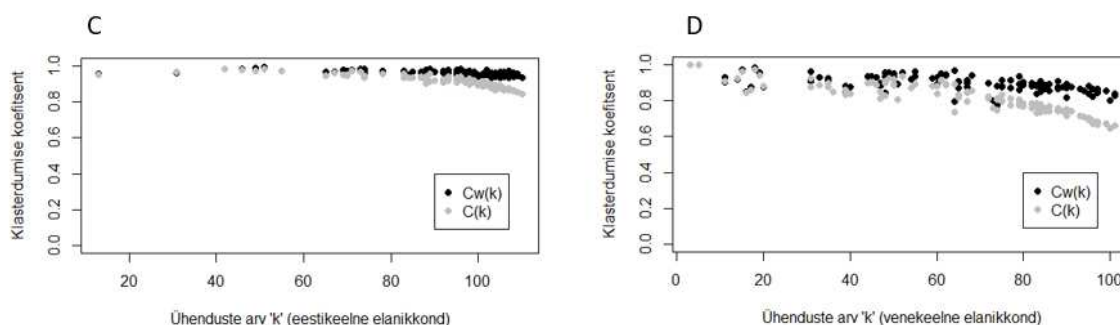 C
Klasterdumise koefitsent
0.0 0.2 0.4 0.6 0.8 1.0
Cw(k)
C(k)
20 40 60 80 100
Ühenduste arv 'k' (eestikeelne elanikkond)
D
Klasterdumise koefitsent
0.0 0.2 0.4 0.6 0.8 1.0
Cw(k)
C(k)
0 20 40 60 80 100
Ühenduste arv 'k' (venekeelne elanikkond)